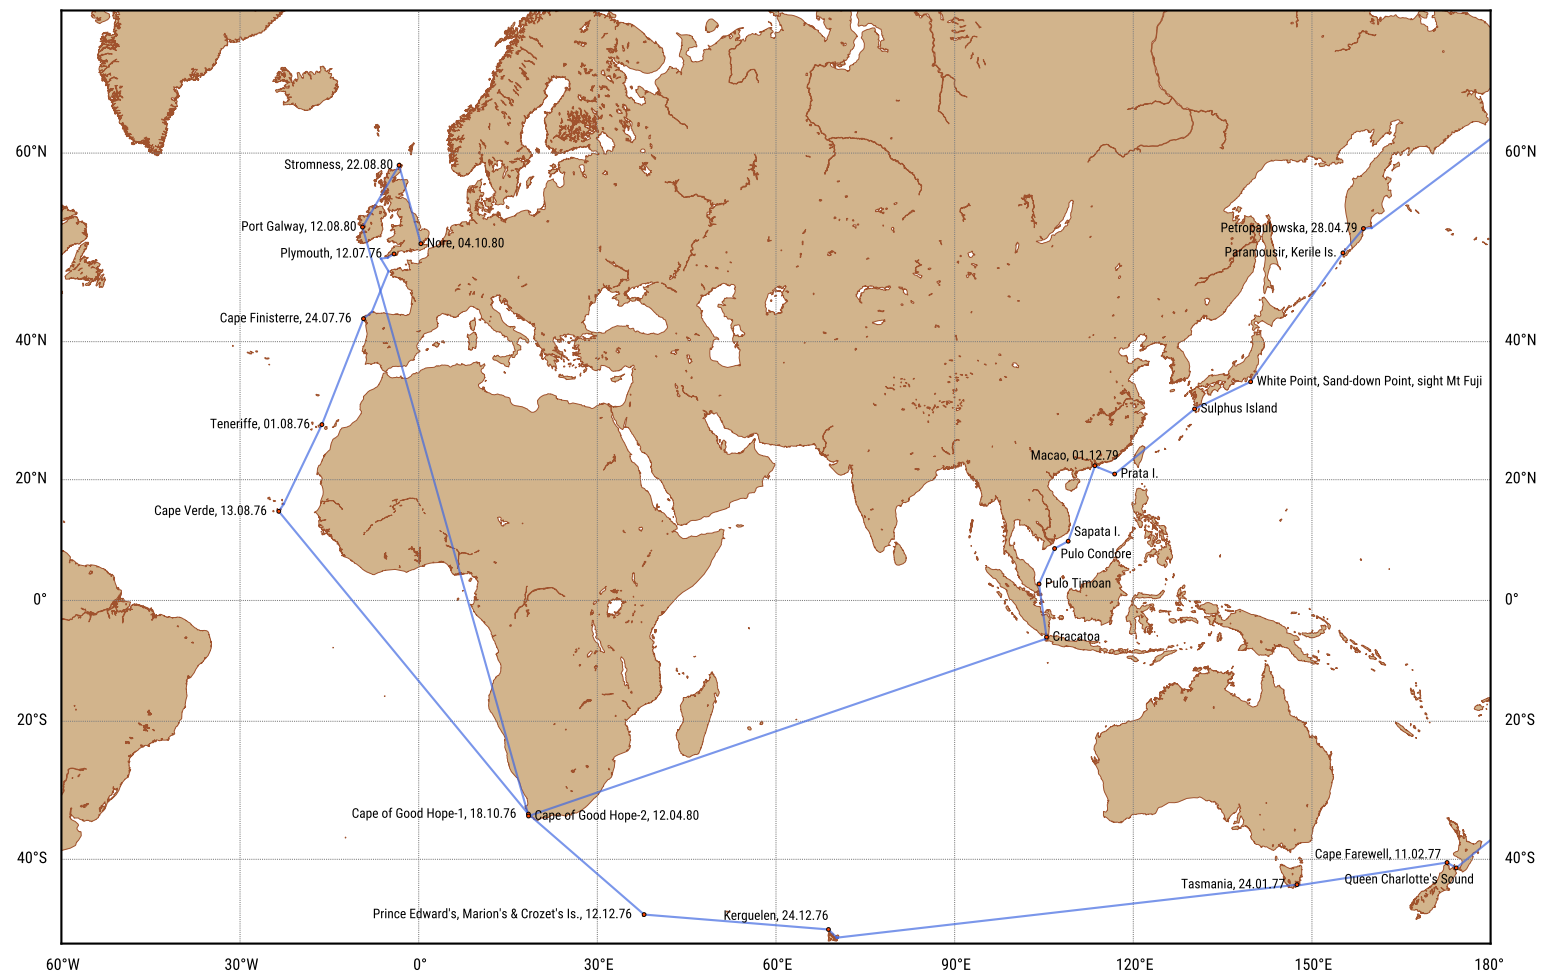 60°N
60°N
Stromness, 22.08.80
Port Galway, 12.08.80
Petropaulowska, 28.04.79
Nore, 04.10.80
Plymouth, 12.07.76
Paramousir, Kerile Is.
Cape Finisterre, 24.07.76
40°N
40°N
White Point, Sand-down Point, sight Mt Fuji
Sulphus Island
Teneriffe, 01.08.76
Macao, 01.12.79
Prata I.
20°N
20°N
Cape Verde, 13.08.76
Sapata I.
Pulo Condore
Pulo Timoan
0°
0°
Cracatoa
20°S
20°S
Cape of Good Hope-1, 18.10.76
Cape of Good Hope-2, 12.04.80
40°S
40°S
Cape Farewell, 11.02.77
Queen Charlotte's Sound
Tasmania, 24.01.77
Prince Edward's, Marion's & Crozet's Is., 12.12.76
Kerguelen, 24.12.76
60°W
30°W
0°
30°E
60°E
90°E
120°E
150°E
180°